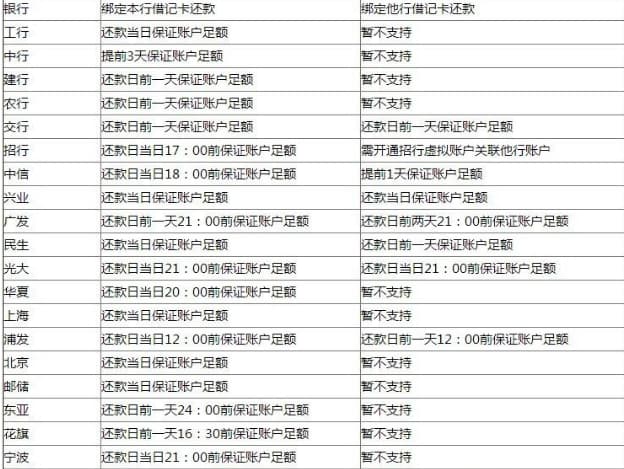 银行 绑定本行借记卡还款 绑定他行借记卡还款
工行 还款当日保证账户足额 暂不支持
中行 提前3天保证账户足额 暂不支持
建行 还款日前一天保证账户足额 暂不支持
农行 还款日前一天保证账户足额 暂不支持
交行 还款日前一天保证账户足额 还款日前一天保证账户足额
招行 还款日当日17：00前保证账户足额 需开通招行虚拟账户关联他行账户
中信 还款日当日18：00前保证账户足额 提前1天保证账户足额
兴业 还款当日保证账户足额 还款当日保证账户足额
广发 还款日前一天21：00前保证账户足额 还款日前两天21：00前保证账户足额
民生 还款当日保证账户足额 还款日前一天保证账户足额
光大 还款日当日21：00前保证账户足额 还款日当日21：00前保证账户足额
华夏 还款日当日20：00前保证账户足额 暂不支持
上海 还款当日保证账户足额 暂不支持
浦发 还款日当日12：00前保证账户足额 还款日前一天12：00前保证账户足额
北京 还款当日保证账户足额 暂不支持
邮储 还款当日保证账户足额 暂不支持
东亚 还款日前一天24：00前保证账户足额 暂不支持
花旗 还款日前一天16：30前保证账户足额 暂不支持
宁波 还款日当日21：00前保证账户足额 暂不支持